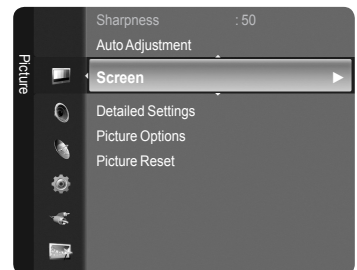 Picture
Sharpness : 50
Auto Adjustment
Screen ►
Detailed Settings
Picture Options
Picture Reset